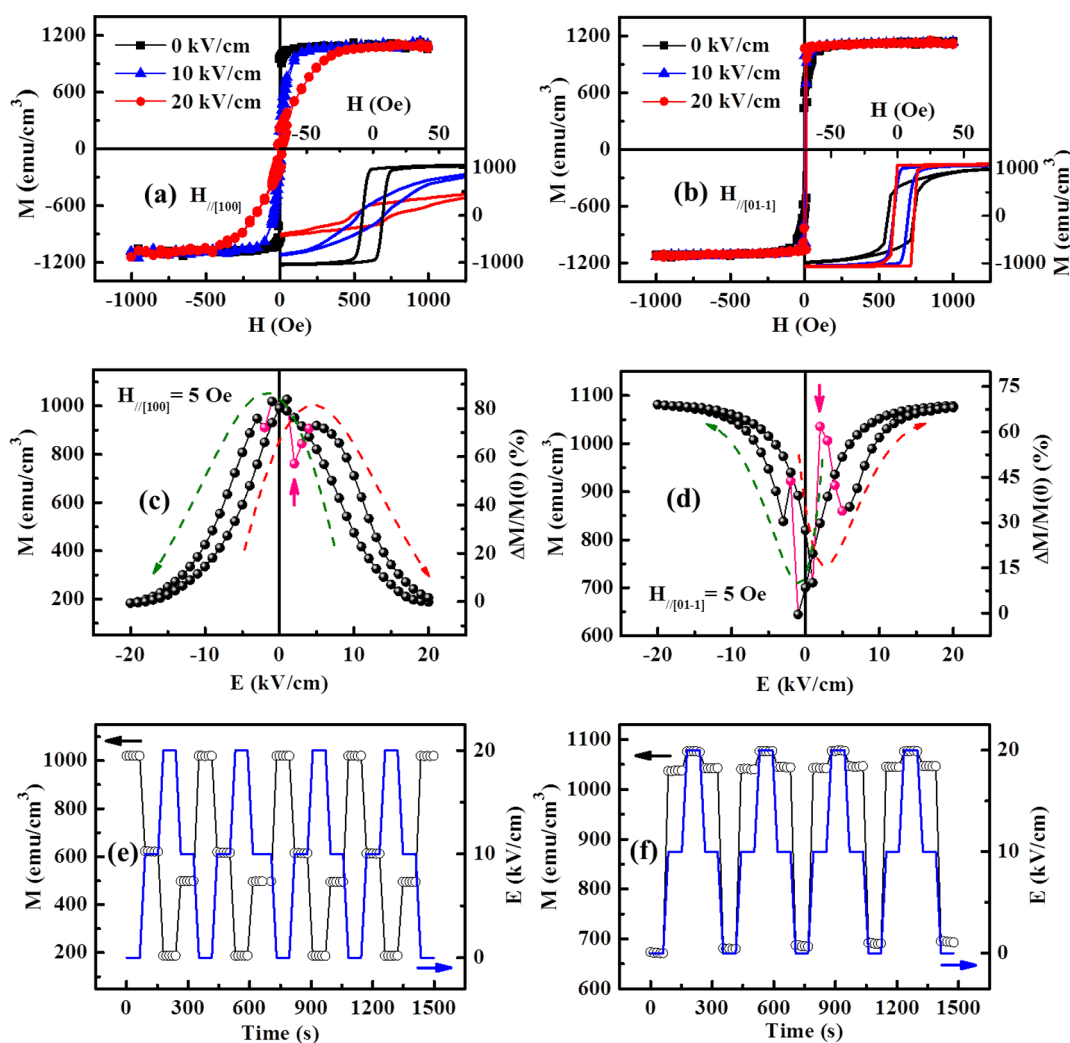 1200
600
0
-600
-1200
M (emu/cm³)
0 kV/cm
10 kV/cm
20 kV/cm
H (Oe)
-50 0 50
(a)
H//[100]
1000
0
-1000
-1000 -500 0 500 1000
H (Oe)
1200
600
0
-600
-1200
M (emu/cm³)
0 kV/cm
10 kV/cm
20 kV/cm
H (Oe)
-50 0 50
(b)
H//[01-1]
1000
0
-1000
M (emu/cm³)
-1000 -500 0 500 1000
H (Oe)
1000
800
600
400
200
M (emu/cm³)
H//[100]= 5 Oe
(c)
80
60
40
20
0
ΔM/M(0) (%)
-20 -10 0 10 20
E (kV/cm)
1100
1000
900
800
700
600
M (emu/cm³)
(d)
H//[01-1]= 5 Oe
75
60
45
30
15
0
ΔM/M(0) (%)
-20 -10 0 10 20
E (kV/cm)
1000
800
600
400
200
M (emu/cm³)
(e)
20
10
0
E (kV/cm)
0 300 600 900 1200 1500
Time (s)
1100
1000
900
800
700
600
M (emu/cm³)
(f)
20
10
0
E (kV/cm)
0 300 600 900 1200 1500
Time (s)